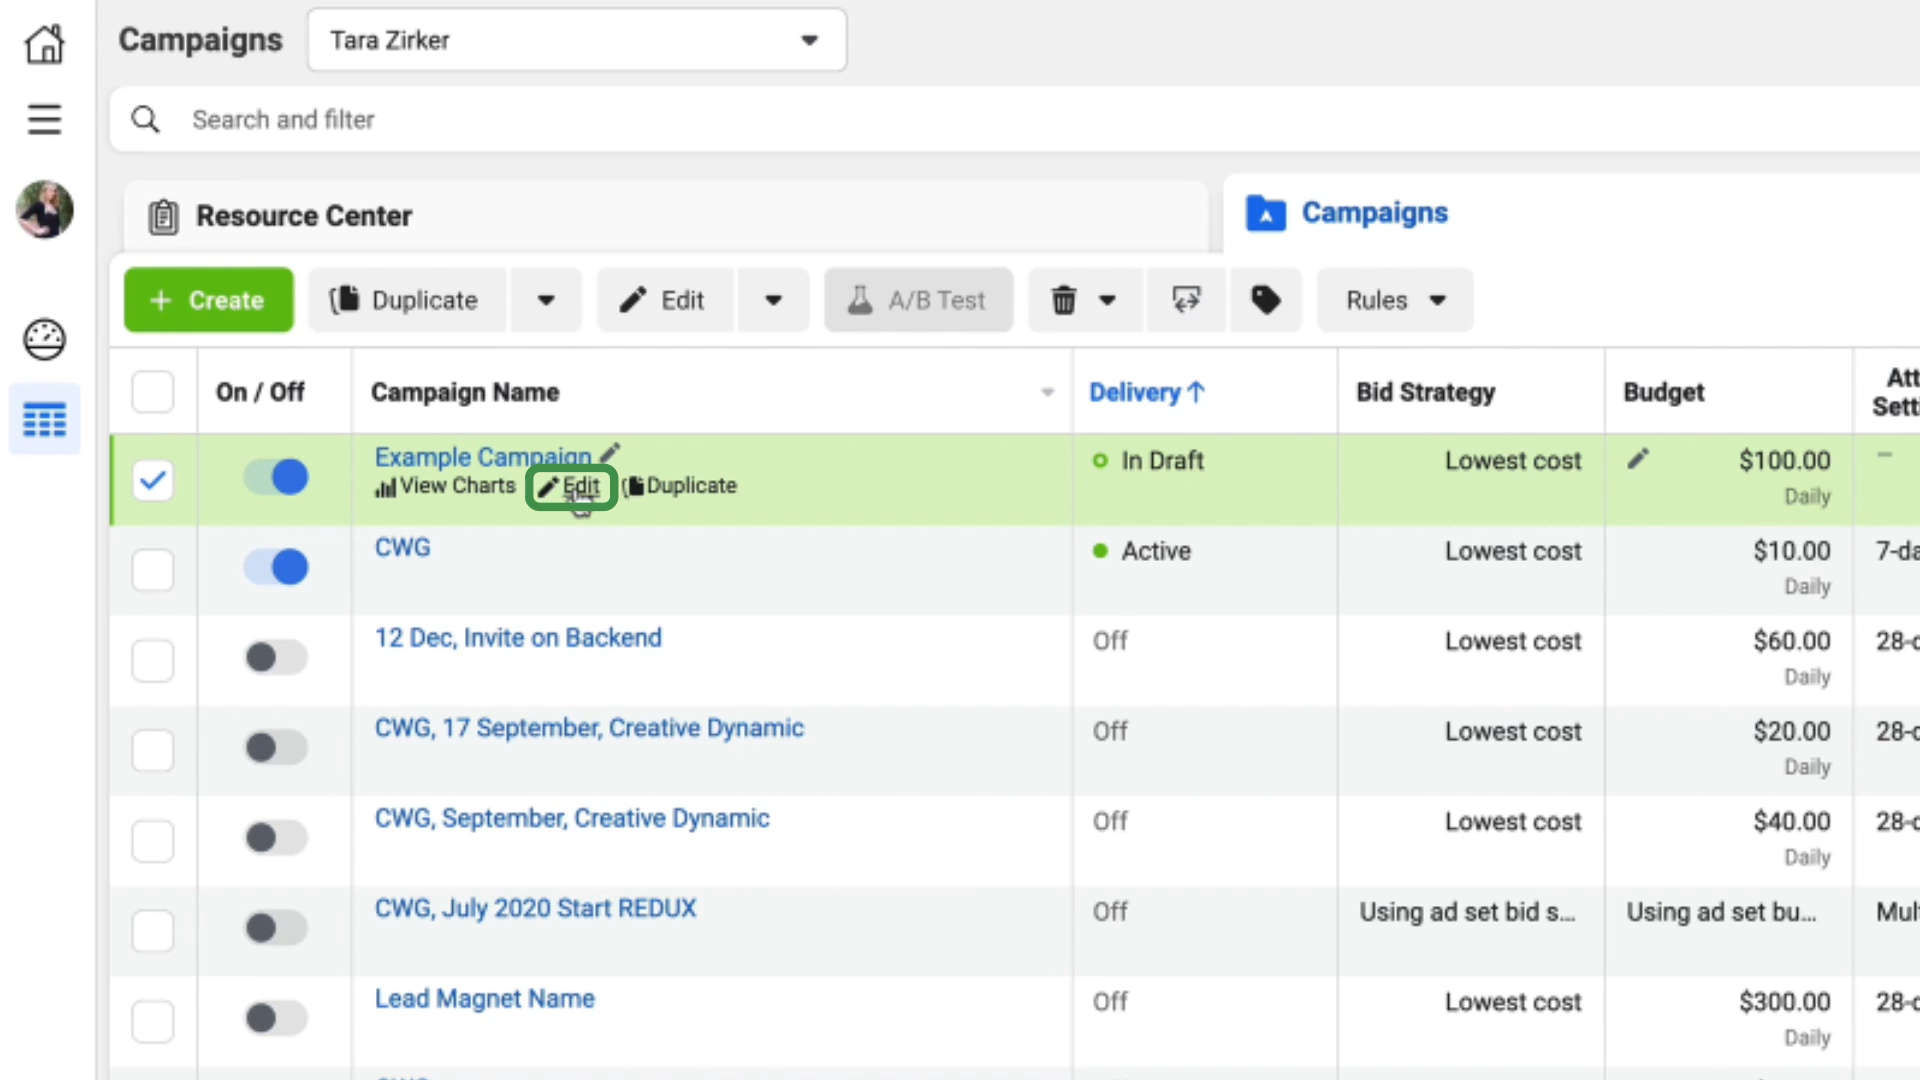 Campaigns
Tara Zirker
Search and filter
Resource Center
Campaigns
+ Create
Duplicate
Edit
A/B Test
Rules
On / Off
Campaign Name
Delivery ↑
Bid Strategy
Budget
Att
Setti
Example Campaign
View Charts
Edit
Duplicate
In Draft
Lowest cost
$100.00
Daily
–
CWG
Active
Lowest cost
$10.00
Daily
7-da
12 Dec, Invite on Backend
Off
Lowest cost
$60.00
Daily
28-d
CWG, 17 September, Creative Dynamic
Off
Lowest cost
$20.00
Daily
28-d
CWG, September, Creative Dynamic
Off
Lowest cost
$40.00
Daily
28-d
CWG, July 2020 Start REDUX
Off
Using ad set bid s...
Using ad set bu...
Mul
Lead Magnet Name
Off
Lowest cost
$300.00
Daily
28-d